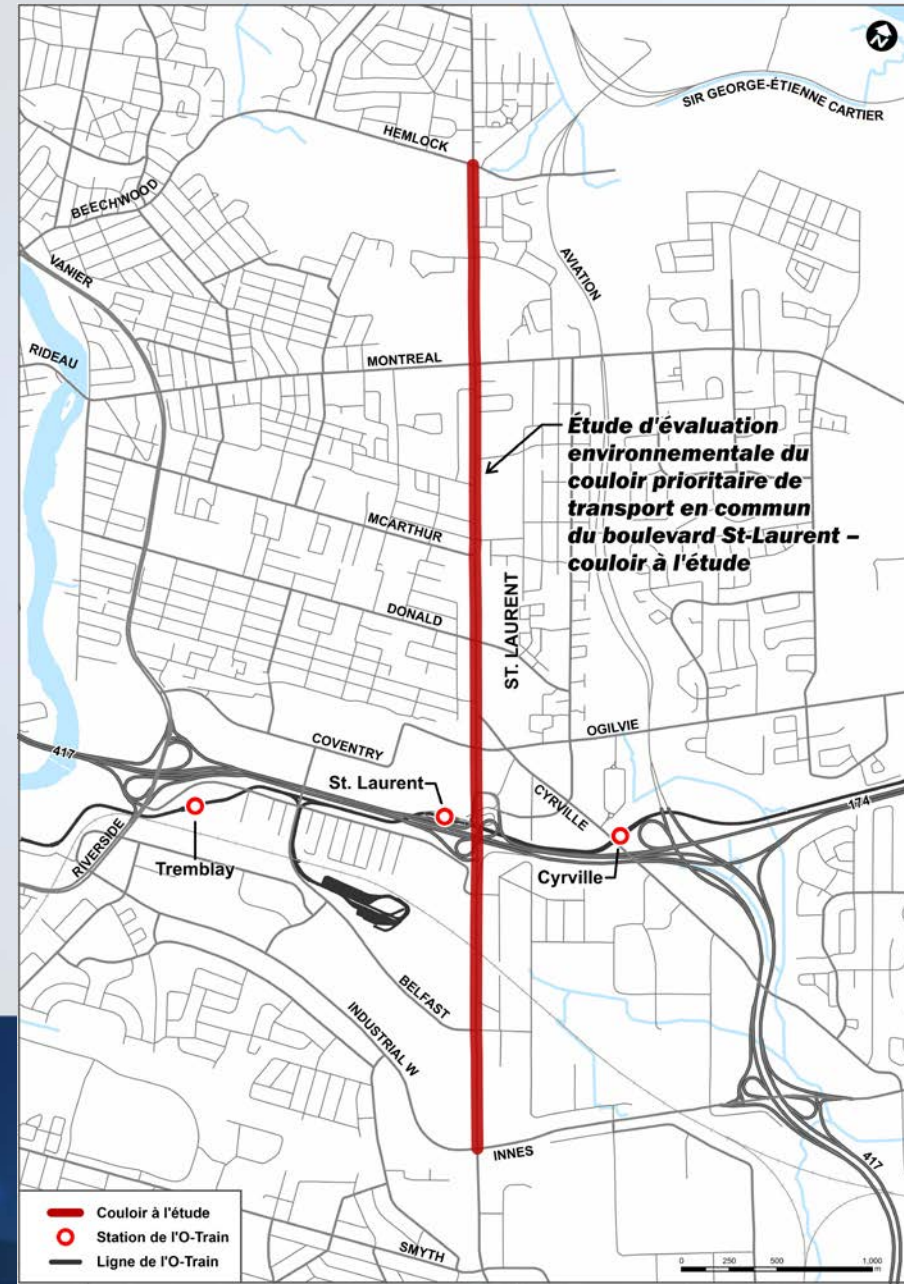 SIR GEORGE-ÉTIENNE CARTIER
HEMLOCK
BEECHWOOD
VANIER
AVIATION
RIDEAU
MONTREAL
Étude d'évaluation
environnementale du
couloir prioritaire de
transport en commun
du boulevard St-Laurent –
couloir à l'étude
MCARTHUR
DONALD
ST. LAURENT
OGILVIE
COVENTRY
417
St. Laurent
CYRVILLE
174
RIVERSIDE
Tremblay
Cyrville
BELFAST
INDUSTRIAL W
INNES
417
SMYTH
Couloir à l'étude
Station de l'O-Train
Ligne de l'O-Train
0 250 500 1,000
m
N